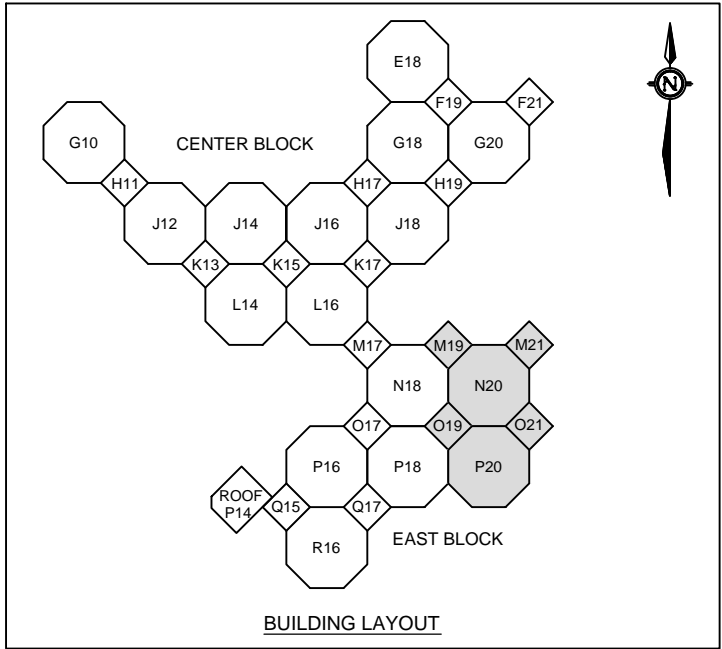 E18
F19
F21
G10
CENTER BLOCK
G18
G20
N
H11
H17
H19
J12
J14
J16
J18
K13
K15
K17
L14
L16
M17
M19
M21
N18
N20
O17
O19
O21
P16
P18
P20
ROOF
P14
Q15
Q17
R16
EAST BLOCK
BUILDING LAYOUT